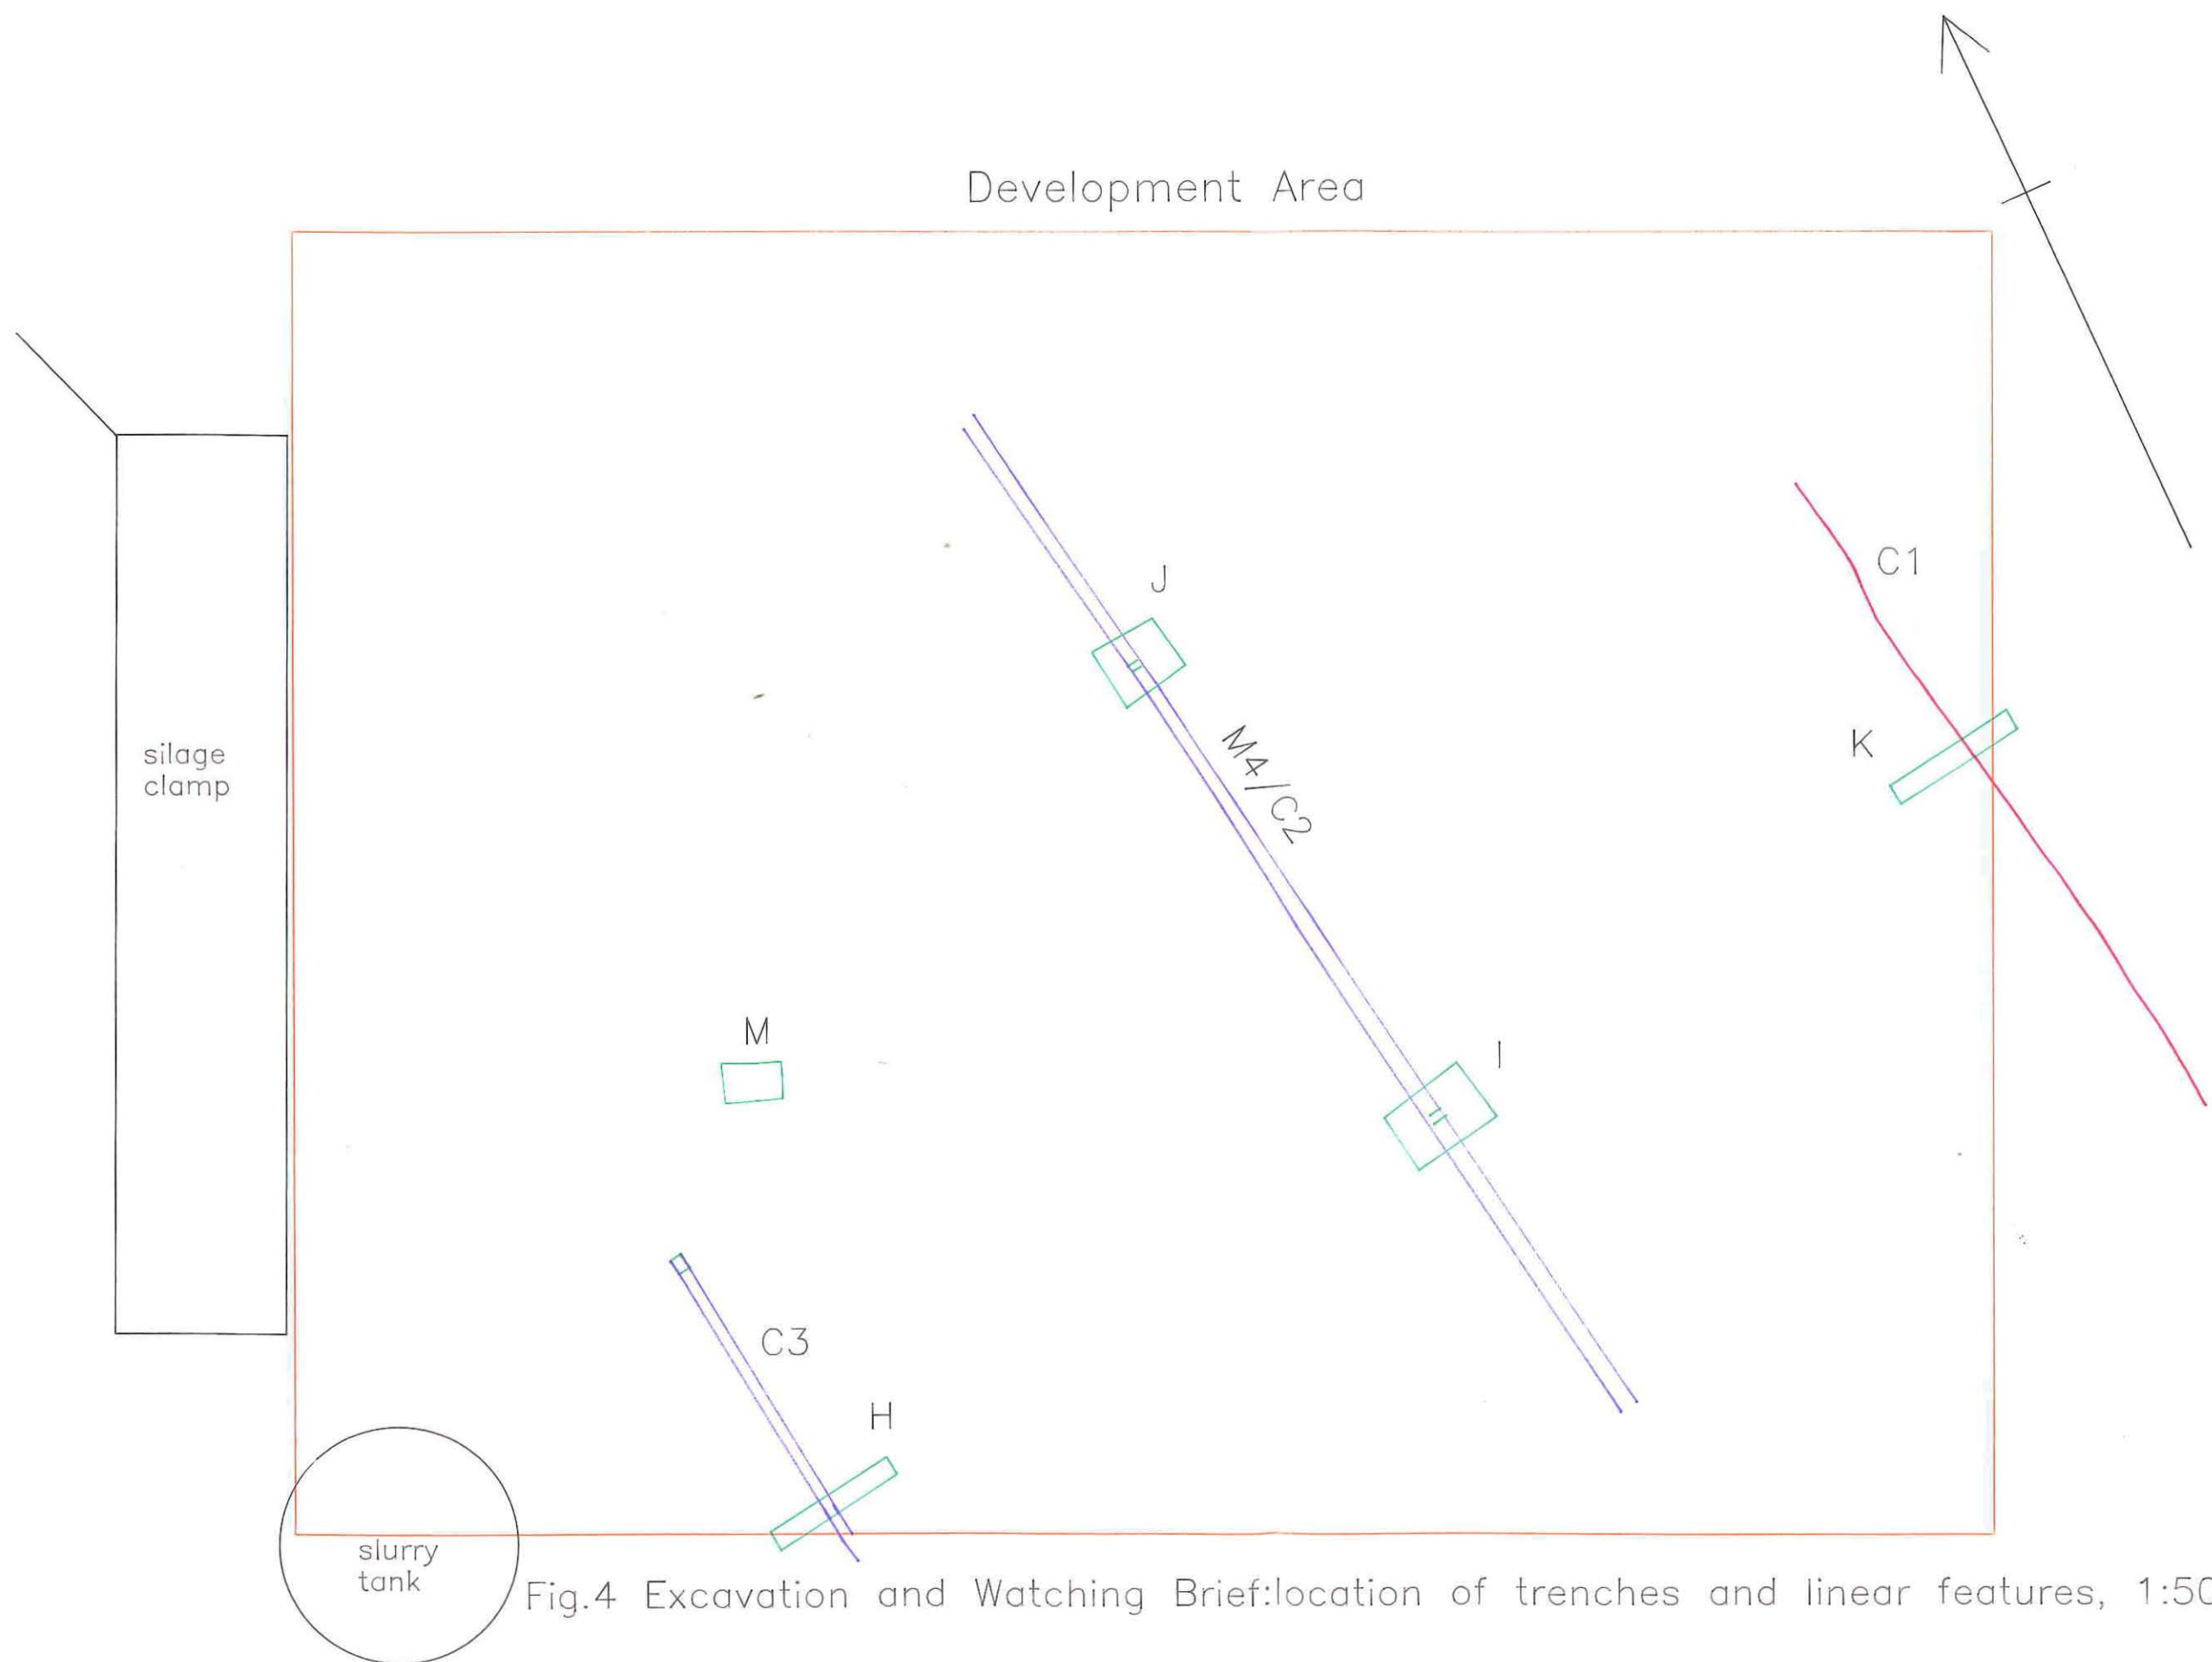 Development Area
J
C1
M4/C2
K
silage
clamp
M
I
C3
H
slurry
tank
Fig.4 Excavation and Watching Brief:location of trenches and linear features, 1:50